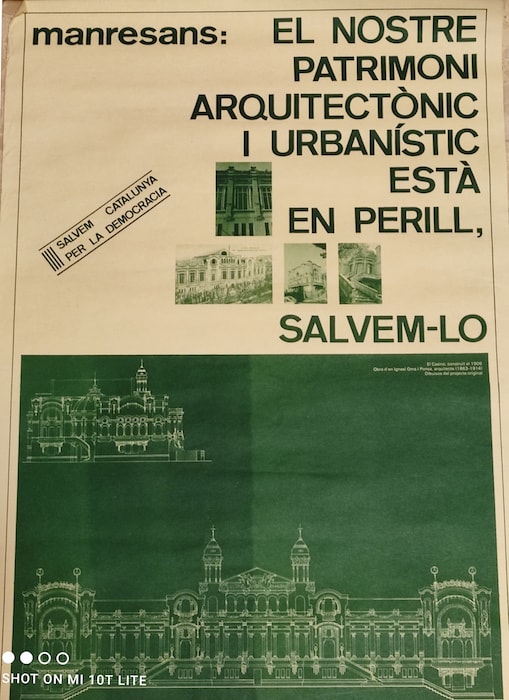 manresans: EL NOSTRE
PATRIMONI
ARQUITECTÒNIC
I URBANÍSTIC
ESTÀ
EN PERILL,
SALVEM CATALUNYA
PER LA DEMOCRACIA
SALVEM-LO
El Casino, construït el 1906
Obra d'en Ignasi Oms i Ponsa, arquitecte (1863-1914)
Dibuixos del projecte original
SHOT ON MI 10T LITE